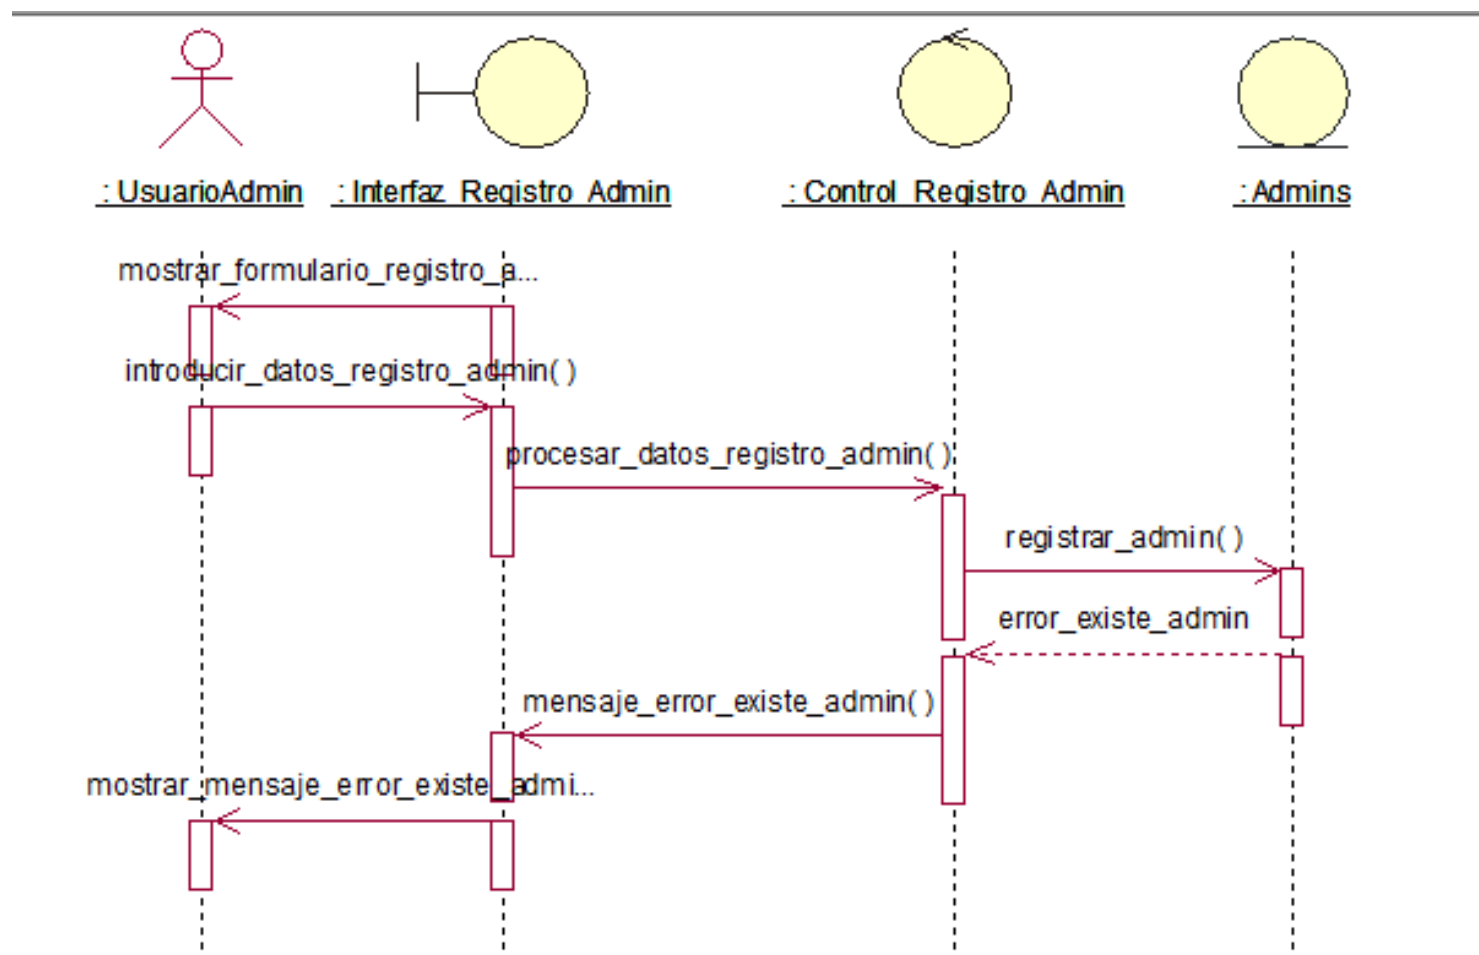 : UsuarioAdmin
: Interfaz_Registro_Admin
: Control_Registro_Admin
: Admins
mostrar_formulario_registro_a...
introducir_datos_registro_admin( )
procesar_datos_registro_admin( )
registrar_admin( )
error_existe_admin
mensaje_error_existe_admin( )
mostrar_mensaje_error_existe_admi...